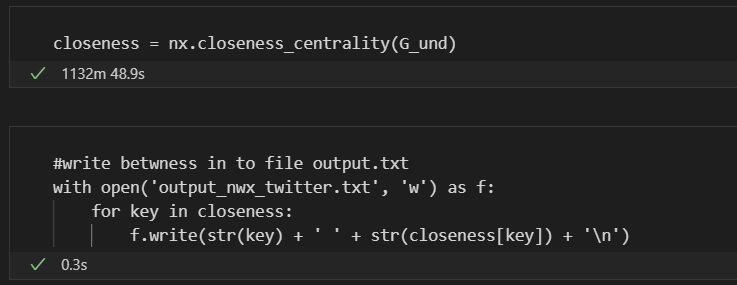 closeness = nx.closeness_centrality(G_und)
1132m 48.9s
#write betwness in to file output.txt
with open('output_nwx_twitter.txt', 'w') as f:
    for key in closeness:
        f.write(str(key) + ' ' + str(closeness[key]) + '\n')
0.3s